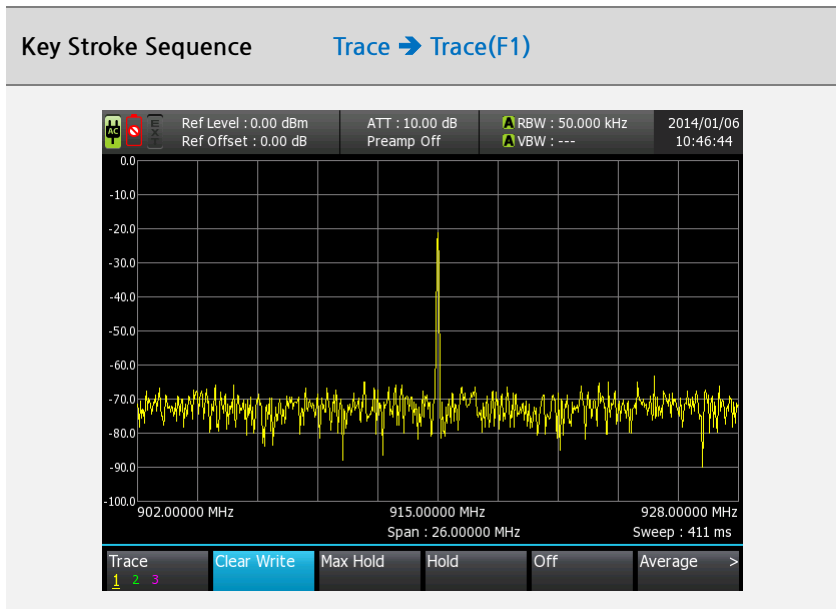 Key Stroke Sequence Trace ➔ Trace(F1)
AC EXT Ref Level : 0.00 dBm ATT : 10.00 dB A RBW : 50.000 kHz 2014/01/06
Ref Offset : 0.00 dB Preamp Off A VBW : --- 10:46:44
0.0
-10.0
-20.0
-30.0
-40.0
-50.0
-60.0
-70.0
-80.0
-90.0
-100.0
902.00000 MHz 915.00000 MHz 928.00000 MHz
Span : 26.00000 MHz Sweep : 411 ms
Trace Clear Write Max Hold Hold Off Average >
1 2 3